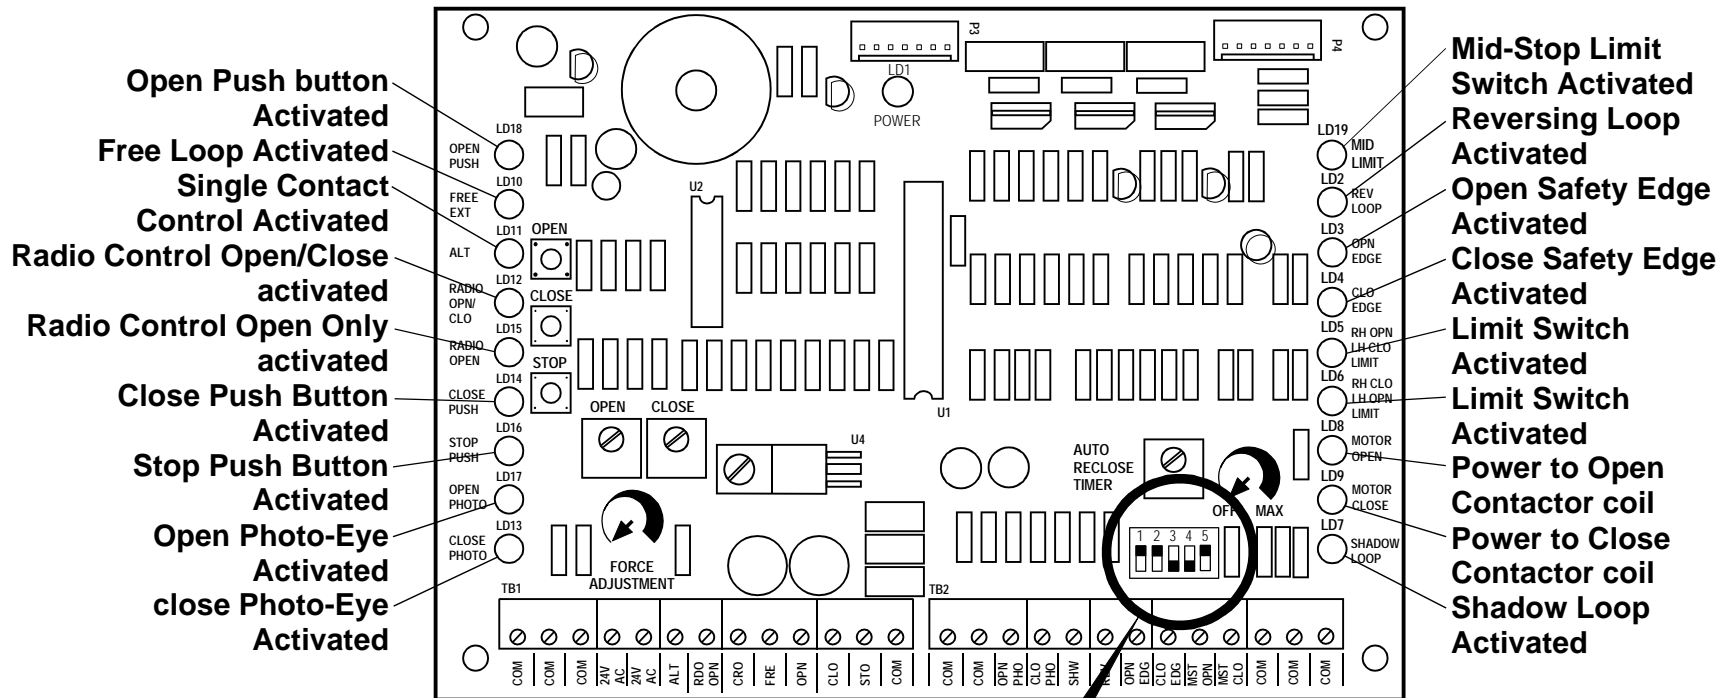 Open Push button
Activated
Free Loop Activated
Single Contact
Control Activated
Radio Control Open/Close
activated
Radio Control Open Only
activated
Close Push Button
Activated
Stop Push Button
Activated
Open Photo-Eye
Activated
close Photo-Eye
Activated
LD18
OPEN
PUSH
LD10
FREE
EXT
LD11
ALT
LD12
RADIO
OPN/
CLO
LD15
RADIO
OPEN
LD14
CLOSE
PUSH
LD16
STOP
PUSH
LD17
OPEN
PHOTO
LD13
CLOSE
PHOTO
OPEN
CLOSE
STOP
OPEN
CLOSE
FORCE
ADJUSTMENT
P3
LD1
POWER
P4
U2
U1
U4
AUTO
RECLOSE
TIMER
OFF
MAX
1 2 3 4 5
LD19
MID
LIMIT
LD2
REV
LOOP
LD3
OPN
EDGE
LD4
CLO
EDGE
LD5
RH OPN
LH CLO
LIMIT
LD6
RH CLO
LH OPN
LIMIT
LD8
MOTOR
OPEN
LD9
MOTOR
CLOSE
LD7
SHADOW
LOOP
TB1
COM
COM
COM
24V
AC
24V
AC
ALT
RDO
OPN
CRO
FRE
OPN
CLO
STO
COM
TB2
COM
COM
OPN
PHO
CLO
PHO
SHW
OPN
EDG
CLO
EDG
MST
OPN
MST
CLO
COM
COM
COM
Mid-Stop Limit
Switch Activated
Reversing Loop
Activated
Open Safety Edge
Activated
Close Safety Edge
Activated
Limit Switch
Activated
Limit Switch
Activated
Power to Open
Contactor coil
Power to Close
Contactor coil
Shadow Loop
Activated